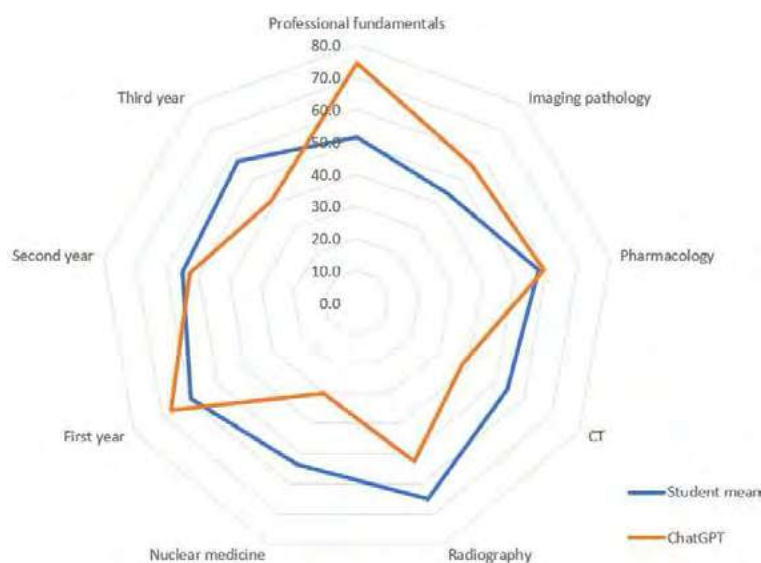 Professional fundamentals
80.0
70.0
60.0
50.0
40.0
30.0
20.0
10.0
0.0
Third year
Imaging pathology
Second year
Pharmacology
First year
CT
Nuclear medicine
Radiography
Student mean
ChatGPT